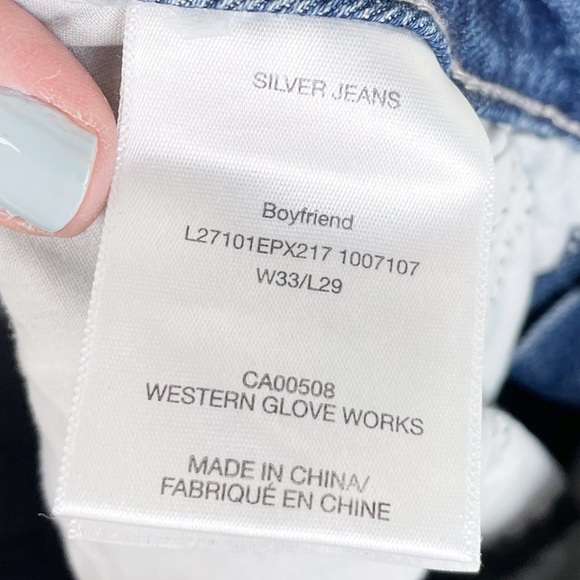 SILVER JEANS
Boyfriend
L27101EPX217 1007107
W33/L29
CA00508
WESTERN GLOVE WORKS
MADE IN CHINA/
FABRIQUÉ EN CHINE